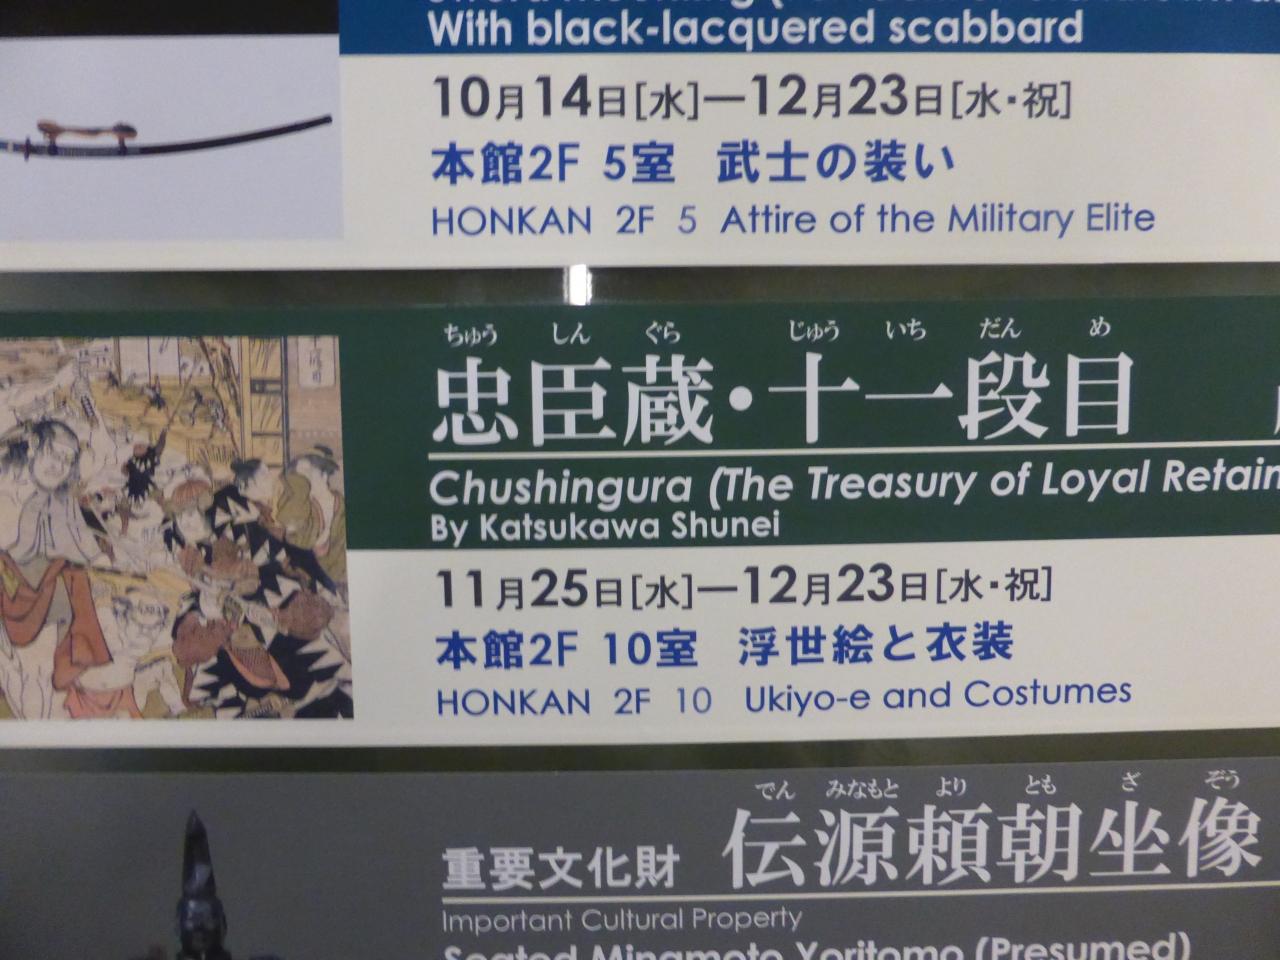 With black-lacquered scabbard
10月14日[水]—12月23日[水・祝]
本館2F 5室 武士の装い
HONKAN 2F 5 Attire of the Military Elite
ちゅう しん ぐら じゅう いち だん め
忠臣蔵・十一段目
Chushingura (The Treasury of Loyal Retain
By Katsukawa Shunei
11月25日[水]—12月23日[水・祝]
本館2F 10室 浮世絵と衣装
HONKAN 2F 10 Ukiyo-e and Costumes
でん みなもと より とも ざ ぞう
重要文化財 伝源頼朝坐像
Important Cultural Property
Seated Minamoto Yoritomo (Presumed)